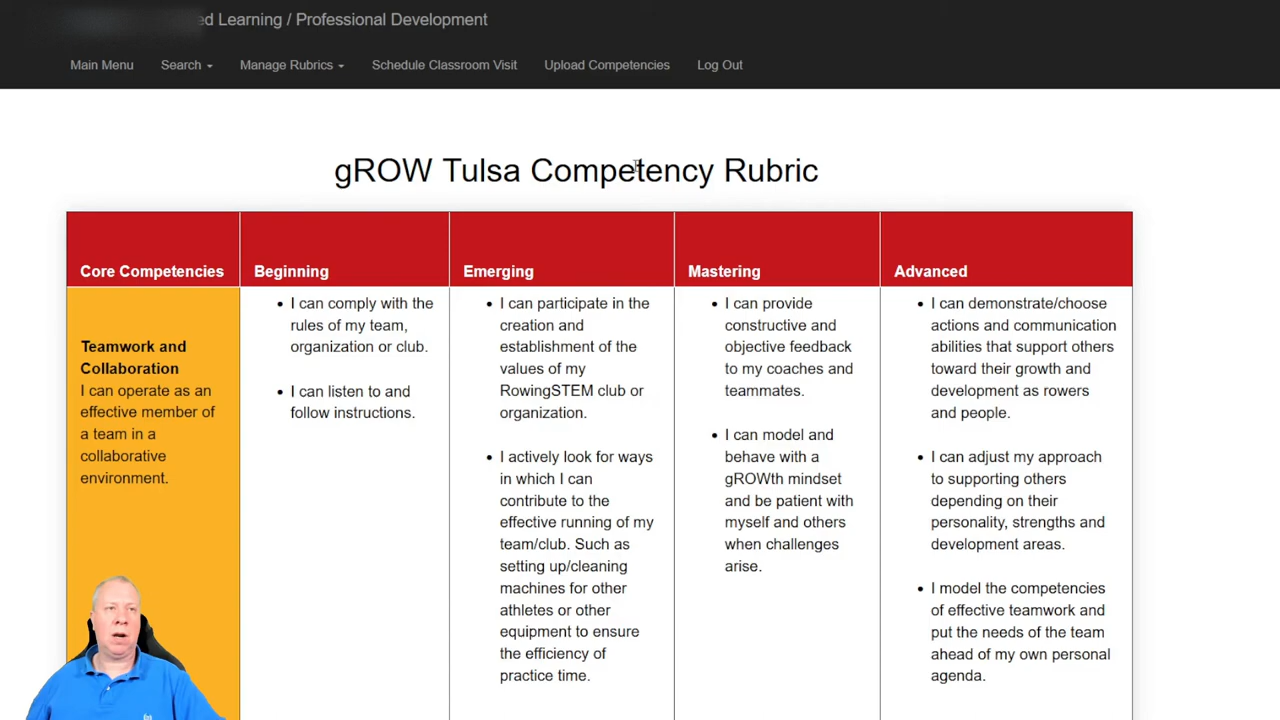 ed Learning / Professional Development
Main Menu Search Manage Rubrics Schedule Classroom Visit Upload Competencies Log Out
gROW Tulsa Competency Rubric
Core Competencies
Beginning
Emerging
Mastering
Advanced
Teamwork and
Collaboration
I can operate as an
effective member of
a team in a
collaborative
environment.
• I can comply with the
rules of my team,
organization or club.
• I can listen to and
follow instructions.
• I can participate in the
creation and
establishment of the
values of my
RowingSTEM club or
organization.
• I actively look for ways
in which I can
contribute to the
effective running of my
team/club. Such as
setting up/cleaning
machines for other
athletes or other
equipment to ensure
the efficiency of
practice time.
• I can provide
constructive and
objective feedback
to my coaches and
teammates.
• I can model and
behave with a
gROWth mindset
and be patient with
myself and others
when challenges
arise.
• I can demonstrate/choose
actions and communication
abilities that support others
toward their growth and
development as rowers
and people.
• I can adjust my approach
to supporting others
depending on their
personality, strengths and
development areas.
• I model the competencies
of effective teamwork and
put the needs of the team
ahead of my own personal
agenda.